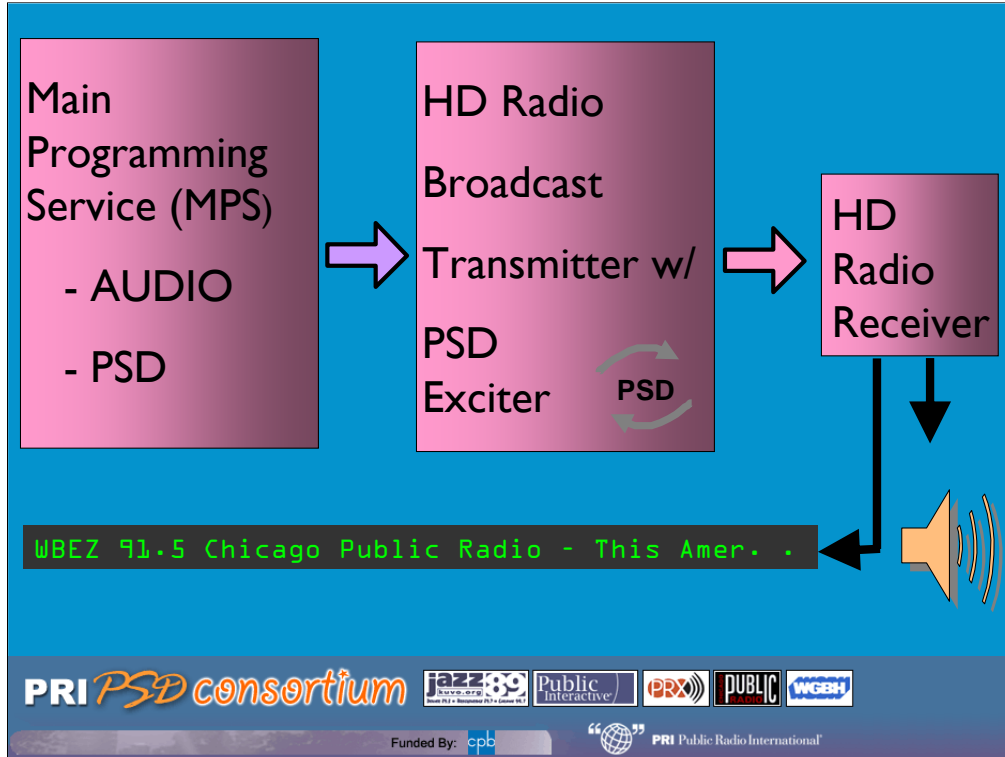 Main
Programming
Service (MPS)
- AUDIO
- PSD
HD Radio
Broadcast
Transmitter w/
PSD
Exciter
PSD
HD
Radio
Receiver
WBEZ 91.5 Chicago Public Radio - This Amer. .
PRI PSD consortium
jazz 89
kuvo.org
Public Interactive
PRX
PUBLIC
RADIO
WGBH
Funded By: cpb
PRI Public Radio International